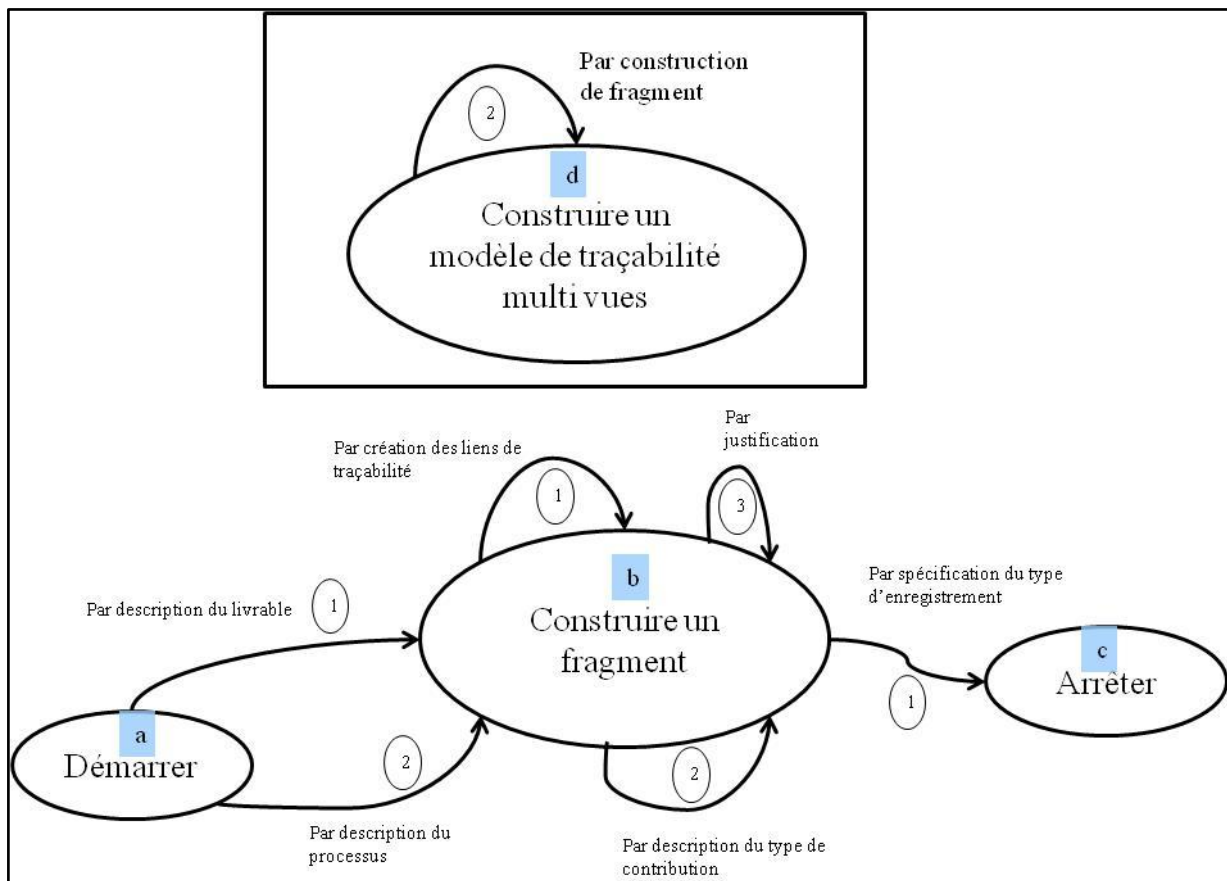 Par construction
de fragment
2
d
Construire un
modèle de traçabilité
multi vues
Par création des liens de
traçabilité
1
Par
justification
3
b
Construire un
fragment
Par description du livrable
1
Par spécification du type
d’enregistrement
1
c
Arrêter
a
Démarrer
2
Par description du
processus
2
Par description du type de
contribution